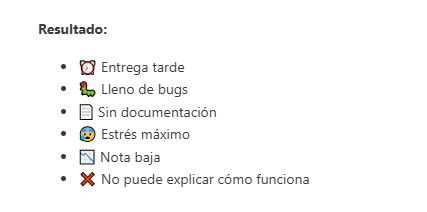 Resultado:
⏰ Entrega tarde
🐛 Lleno de bugs
📄 Sin documentación
😰 Estrés máximo
📉 Nota baja
❌ No puede explicar cómo funciona